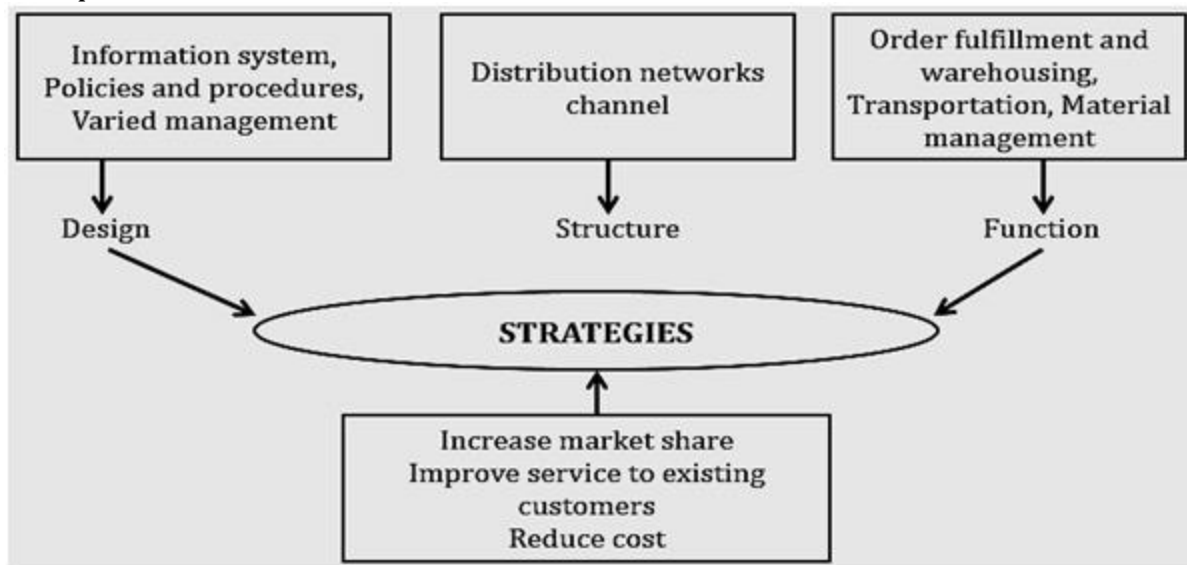 Information system,
Policies and procedures,
Varied management
Distribution networks
channel
Order fulfillment and
warehousing,
Transportation, Material
management
Design
Structure
Function
STRATEGIES
Increase market share
Improve service to existing
customers
Reduce cost